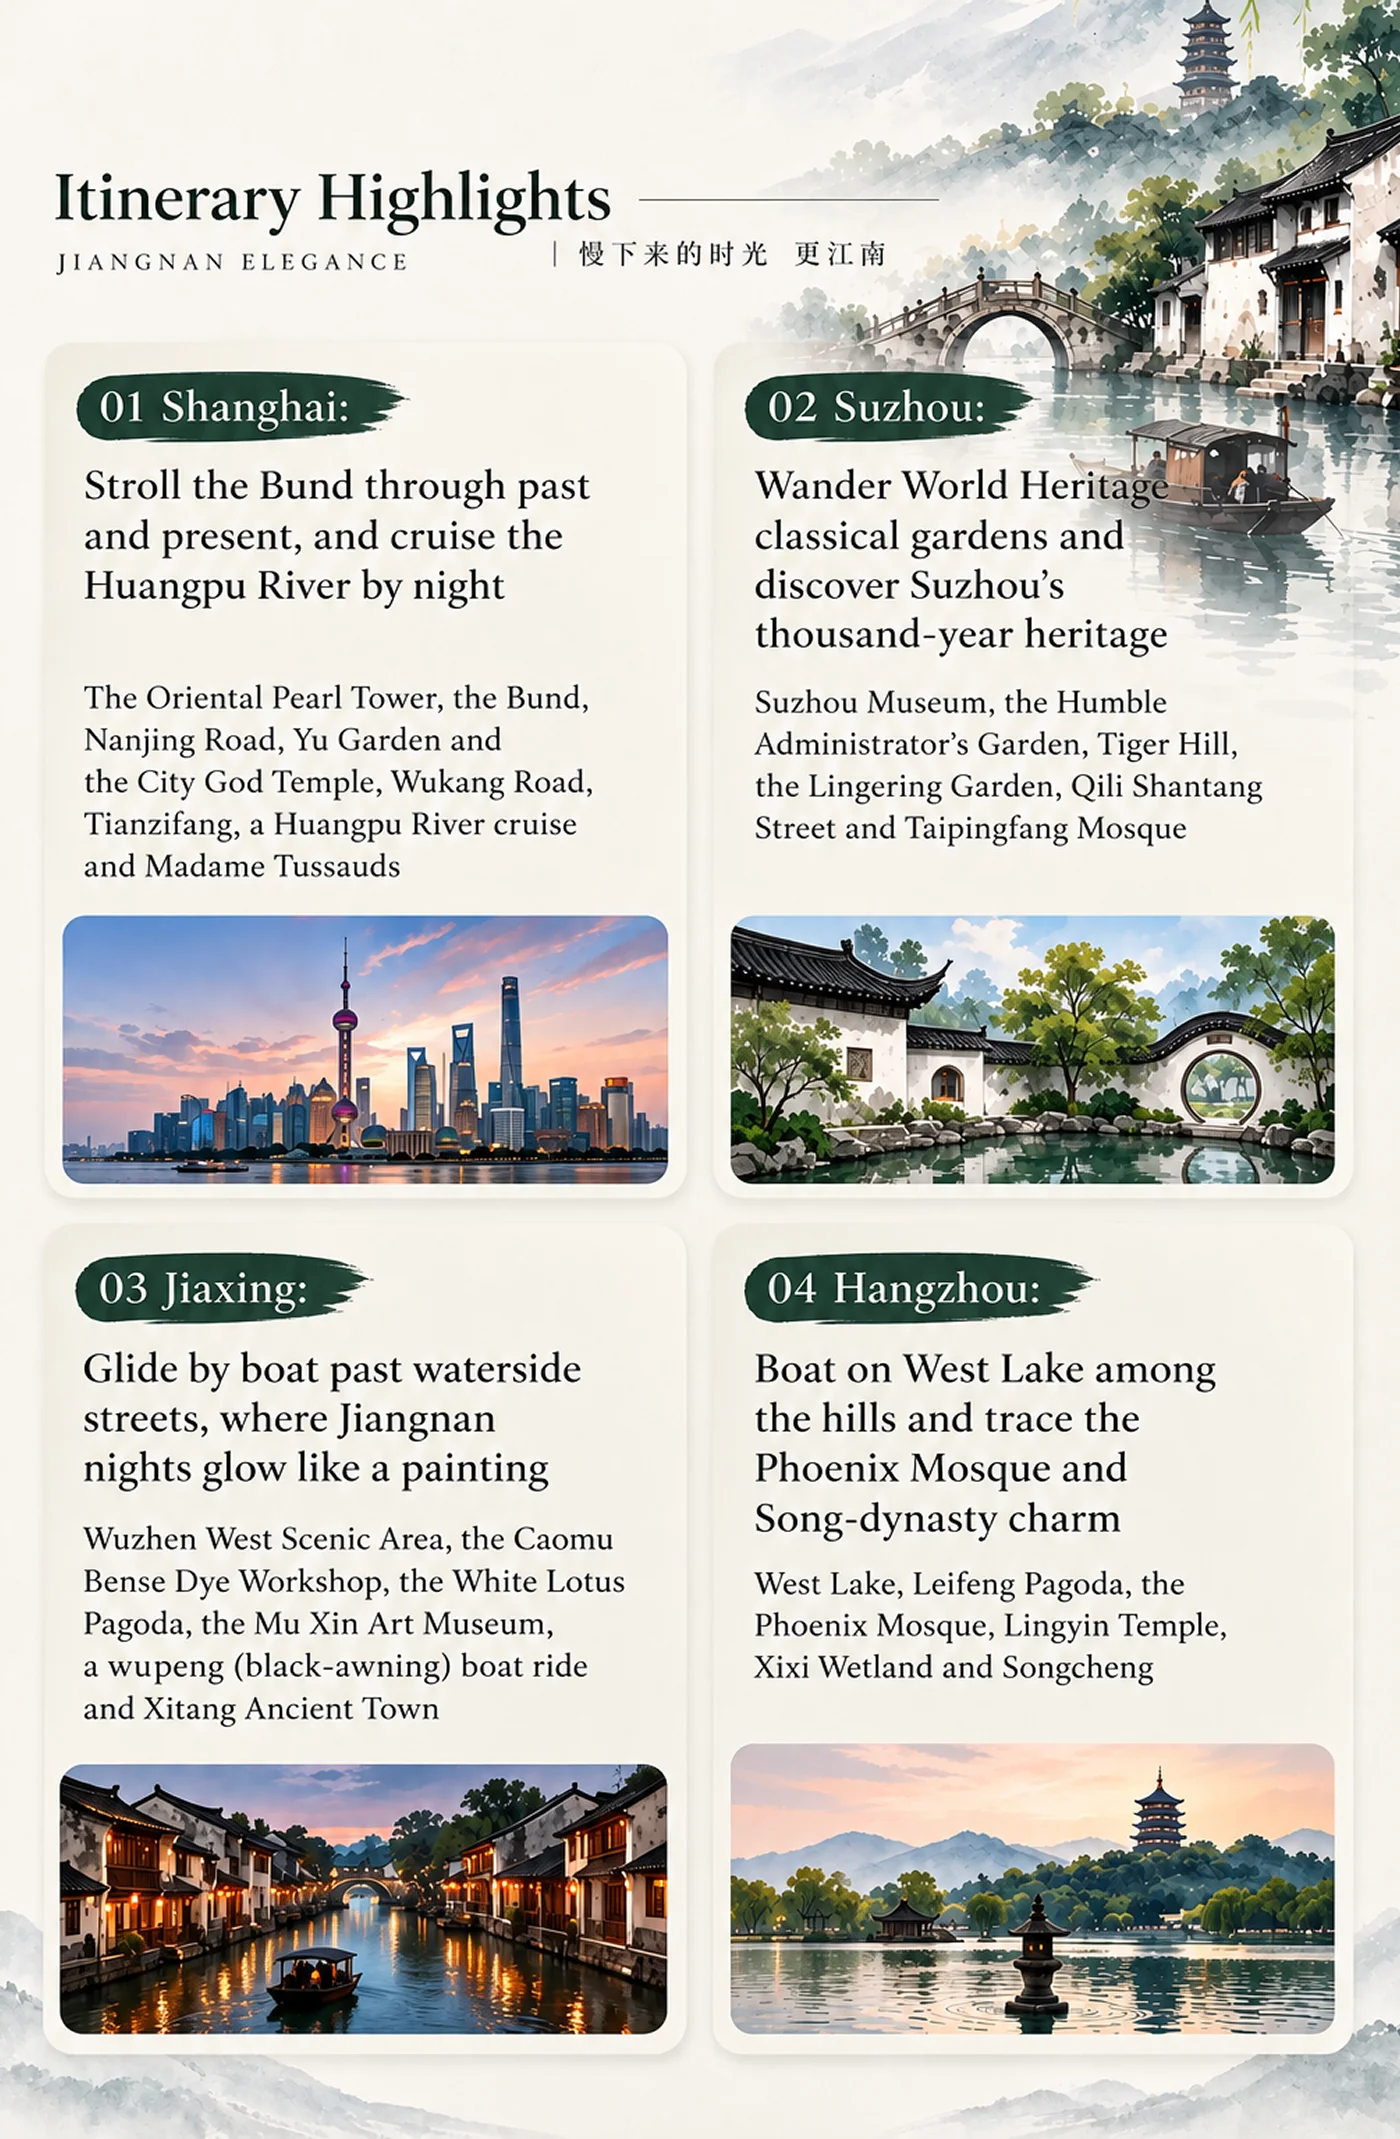 Itinerary Highlights
JIANGNAN ELEGANCE
| 慢下来的时光 更江南
01 Shanghai:
Stroll the Bund through past
and present, and cruise the
Huangpu River by night
The Oriental Pearl Tower, the Bund,
Nanjing Road, Yu Garden and
the City God Temple, Wukang Road,
Tianzifang, a Huangpu River cruise
and Madame Tussauds
02 Suzhou:
Wander World Heritage
classical gardens and
discover Suzhou’s
thousand-year heritage
Suzhou Museum, the Humble
Administrator’s Garden, Tiger Hill,
the Lingering Garden, Qili Shantang
Street and Taipingfang Mosque
03 Jiaxing:
Glide by boat past waterside
streets, where Jiangnan
nights glow like a painting
Wuzhen West Scenic Area, the Caomu
Bense Dye Workshop, the White Lotus
Pagoda, the Mu Xin Art Museum,
a wupeng (black-awning) boat ride
and Xitang Ancient Town
04 Hangzhou:
Boat on West Lake among
the hills and trace the
Phoenix Mosque and
Song-dynasty charm
West Lake, Leifeng Pagoda, the
Phoenix Mosque, Lingyin Temple,
Xixi Wetland and Songcheng